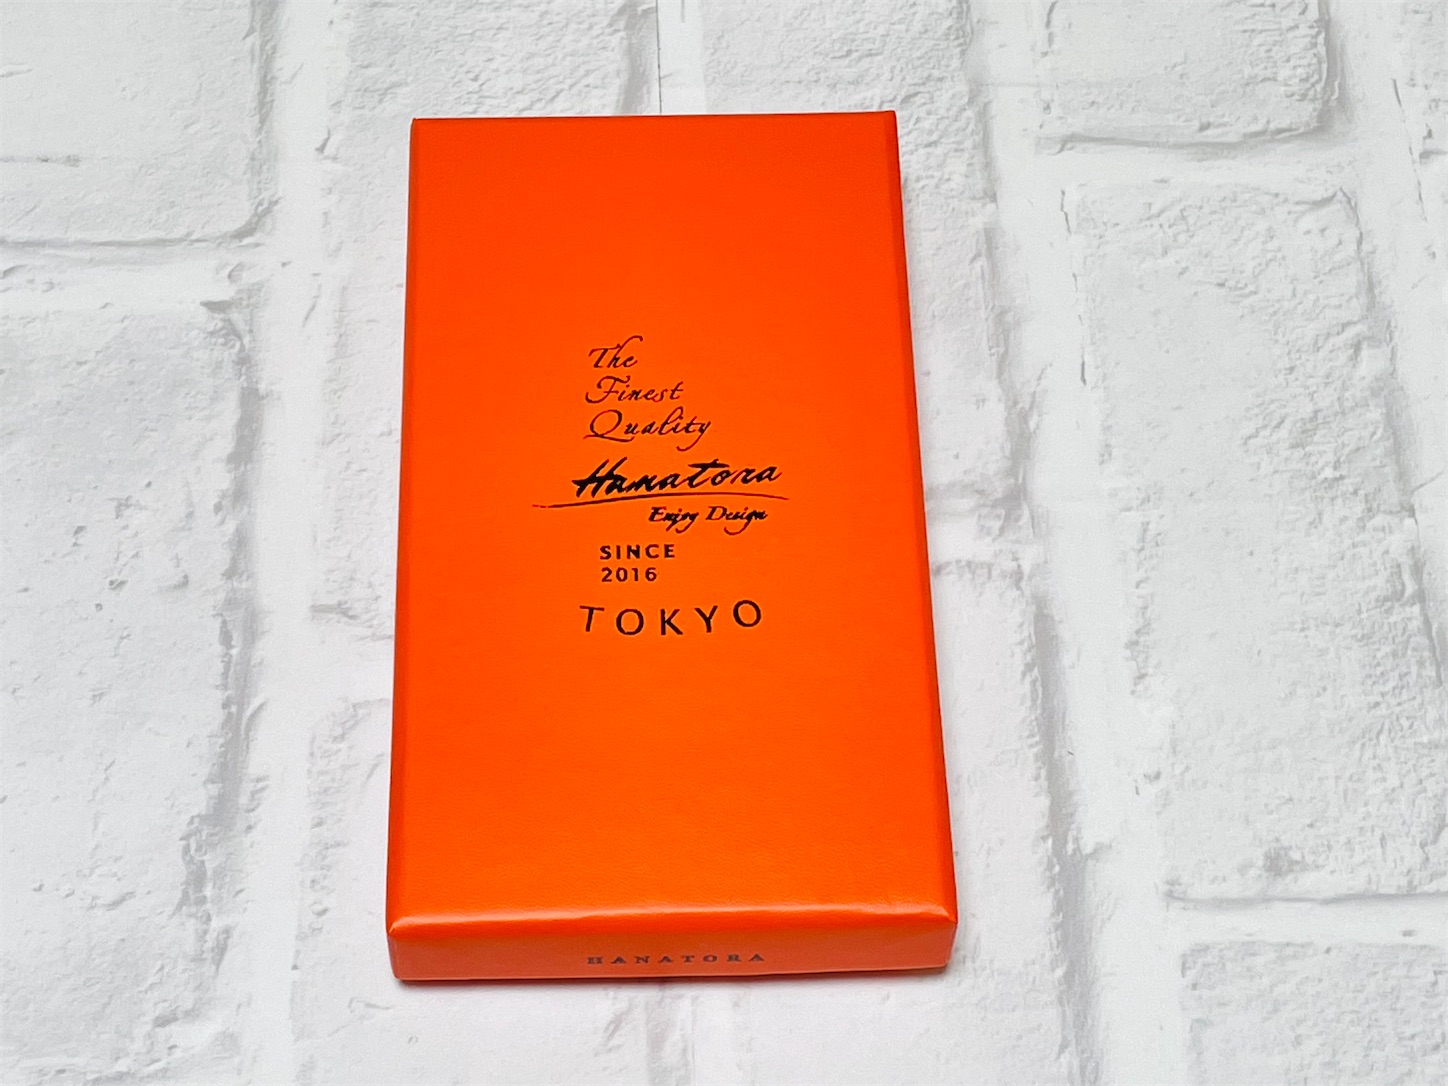 The
Finest
Quality
Hanatora
Enjoy Design
SINCE
2016
TOKYO
HANATORA